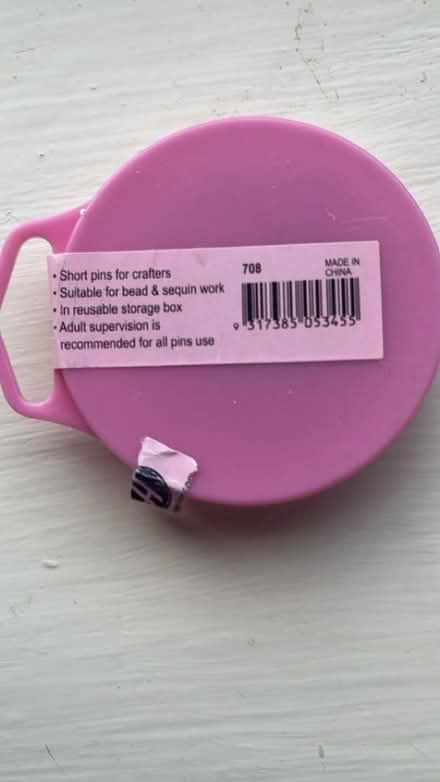 • Short pins for crafters
• Suitable for bead & sequin work
• In reusable storage box
• Adult supervision is
recommended for all pins use
708
MADE IN
CHINA
9 317385 053455